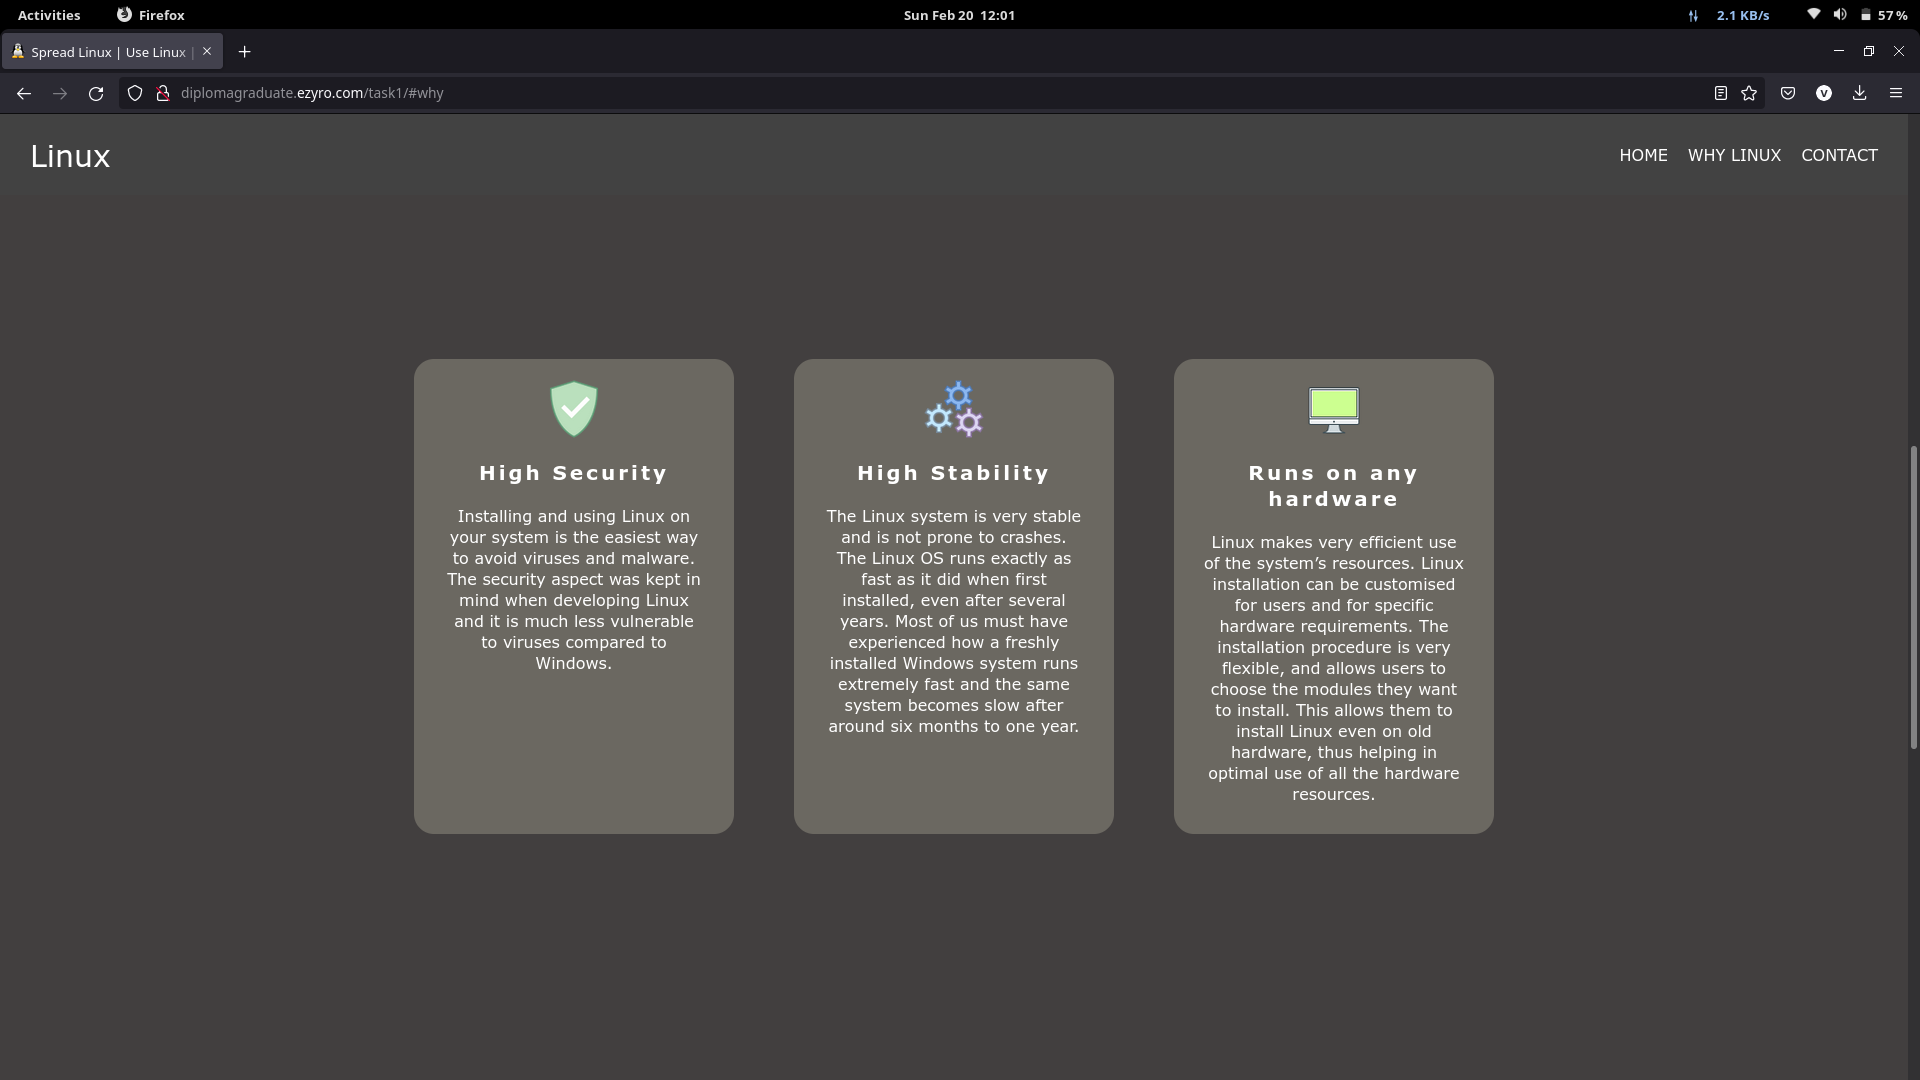 Activities Firefox Sun Feb 20 12:01 2.1 KB/s 57 %
Spread Linux | Use Linux |
diplomagraduate.ezyro.com/task1/#why
V
Linux HOME WHY LINUX CONTACT
High Security
Installing and using Linux on
your system is the easiest way
to avoid viruses and malware.
The security aspect was kept in
mind when developing Linux
and it is much less vulnerable
to viruses compared to
Windows.
High Stability
The Linux system is very stable
and is not prone to crashes.
The Linux OS runs exactly as
fast as it did when first
installed, even after several
years. Most of us must have
experienced how a freshly
installed Windows system runs
extremely fast and the same
system becomes slow after
around six months to one year.
Runs on any
hardware
Linux makes very efficient use
of the system’s resources. Linux
installation can be customised
for users and for specific
hardware requirements. The
installation procedure is very
flexible, and allows users to
choose the modules they want
to install. This allows them to
install Linux even on old
hardware, thus helping in
optimal use of all the hardware
resources.